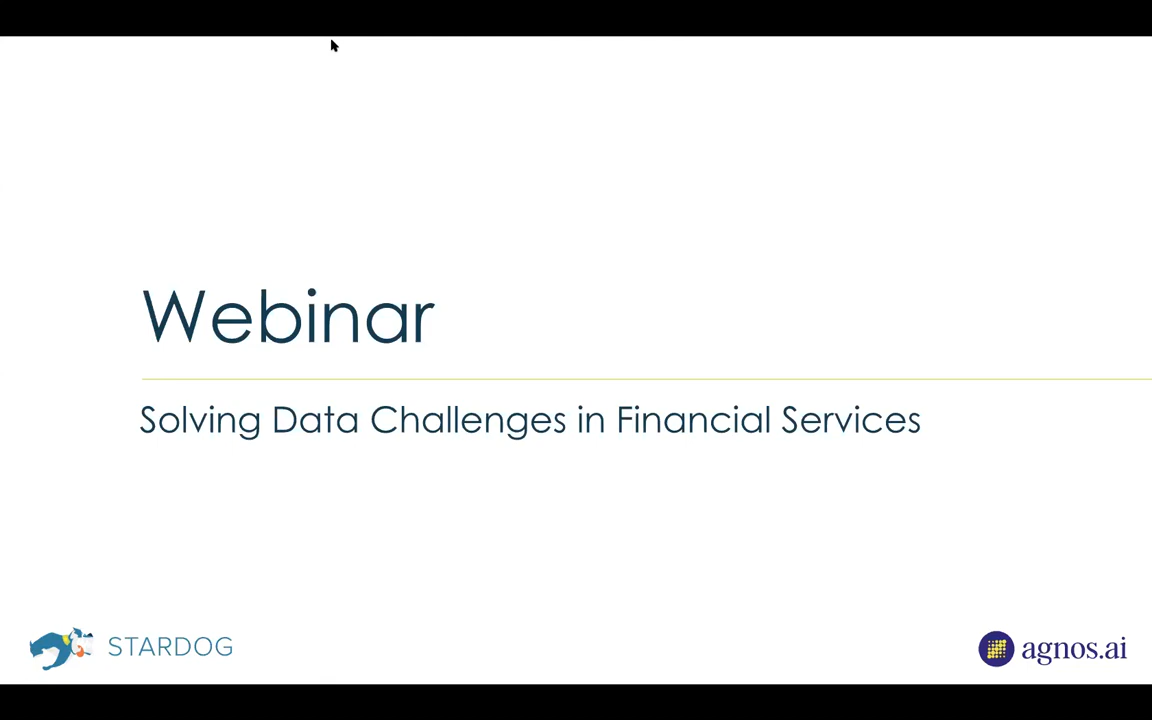 Webinar
Solving Data Challenges in Financial Services
STARDOG
agnos.ai